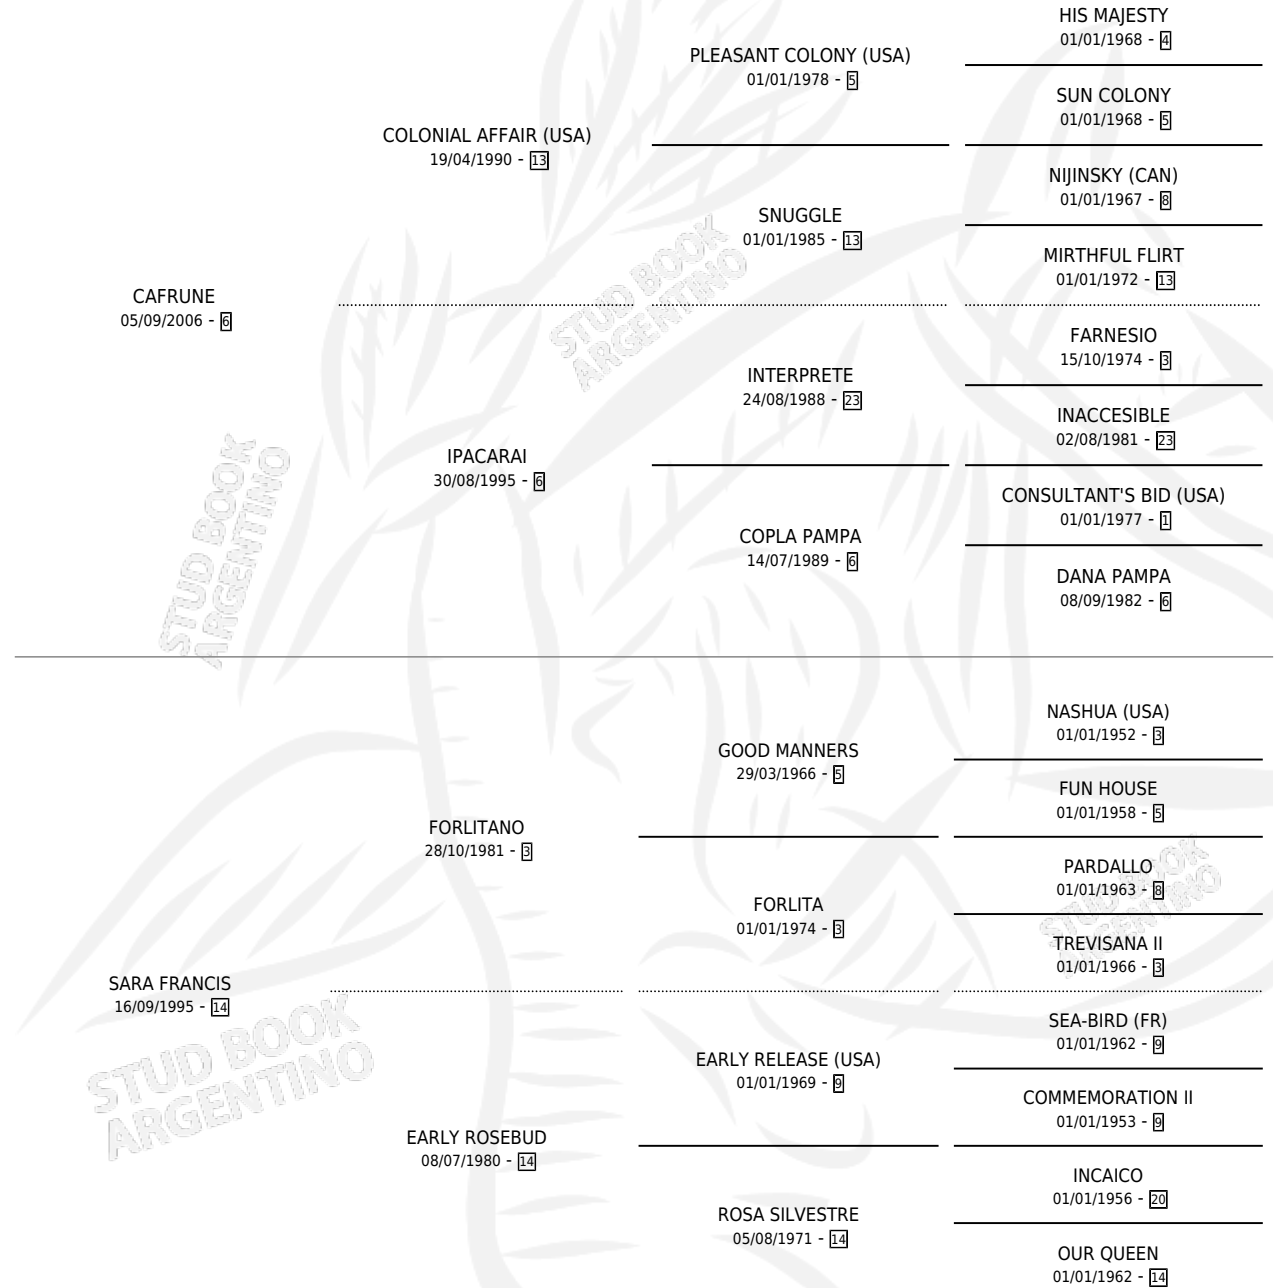 HIS MAJESTY
01/01/1968 - 4
PLEASANT COLONY (USA)
01/01/1978 - 5
SUN COLONY
01/01/1968 - 5
COLONIAL AFFAIR (USA)
19/04/1990 - 13
NIJINSKY (CAN)
01/01/1967 - 8
SNUGGLE
01/01/1985 - 13
MIRTHFUL FLIRT
01/01/1972 - 13
CAFRUNE
05/09/2006 - 6
STUD BOOK
ARGENTINO
FARNESIO
15/10/1974 - 3
INTERPRETE
24/08/1988 - 23
INACCESIBLE
02/08/1981 - 23
IPACARAI
30/08/1995 - 6
CONSULTANT'S BID (USA)
01/01/1977 - 1
COPLA PAMPA
14/07/1989 - 6
DANA PAMPA
08/09/1982 - 6
STUD BOOK
ARGENTINO
NASHUA (USA)
01/01/1952 - 3
GOOD MANNERS
29/03/1966 - 5
FUN HOUSE
01/01/1958 - 5
FORLITANO
28/10/1981 - 3
PARDALLO
01/01/1963 - 8
FORLITA
01/01/1974 - 3
STUD BOOK
ARGENTINO
TREVISANA II
01/01/1966 - 3
SARA FRANCIS
16/09/1995 - 14
SEA-BIRD (FR)
01/01/1962 - 9
EARLY RELEASE (USA)
01/01/1969 - 9
STUD BOOK
ARGENTINO
COMMEMORATION II
01/01/1953 - 9
EARLY ROSEBUD
08/07/1980 - 14
INCAICO
01/01/1956 - 20
ROSA SILVESTRE
05/08/1971 - 14
OUR QUEEN
01/01/1962 - 14